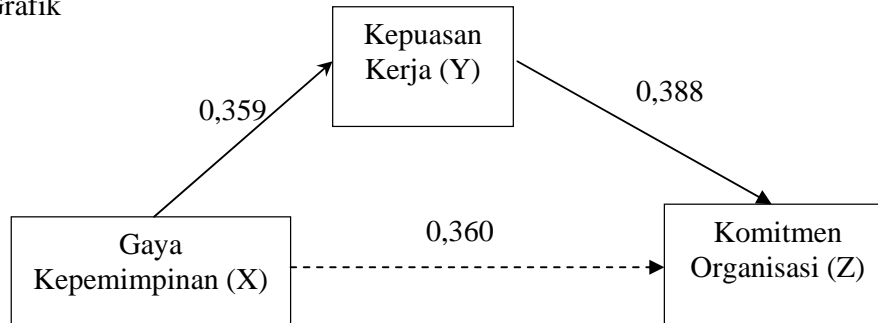 Grafik
Kepuasan
Kerja (Y)
0,359
0,388
Gaya
Kepemimpinan (X)
0,360
Komitmen
Organisasi (Z)